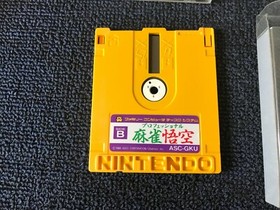 ファミリーコンピュータ ディスクシステム
SIDE B
プロフェッショナル
麻雀悟空
ASC-GKU
NINTENDO